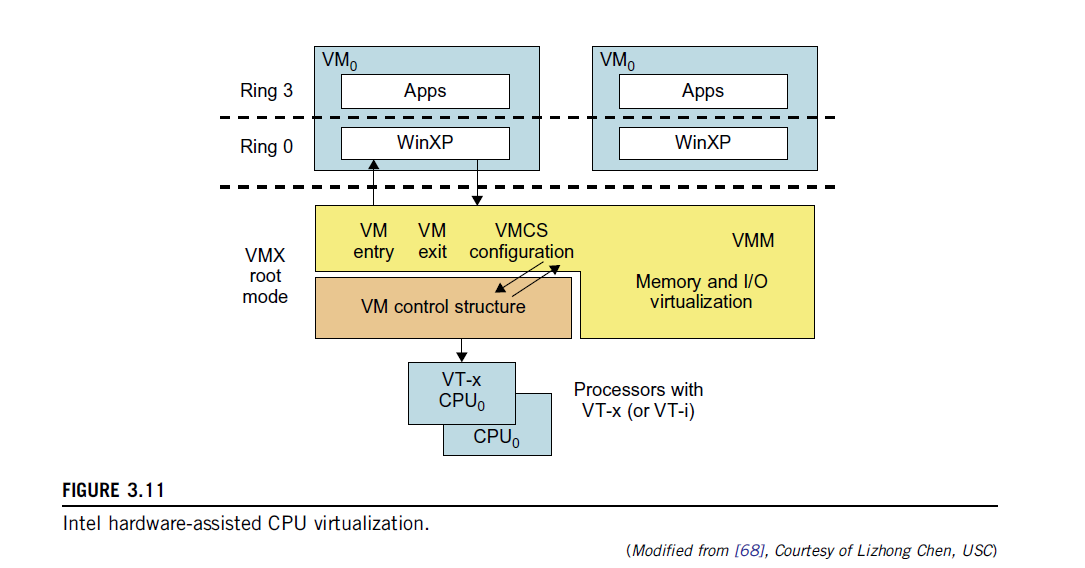 VM0
VM0
Ring 3
Apps
Apps
Ring 0
WinXP
WinXP
VMX
root
mode
VM
entry
VM
exit
VMCS
configuration
VMM
Memory and I/O
virtualization
VM control structure
VT-x
CPU0
CPU0
Processors with
VT-x (or VT-i)
FIGURE 3.11
Intel hardware-assisted CPU virtualization.
(Modified from [68], Courtesy of Lizhong Chen, USC)